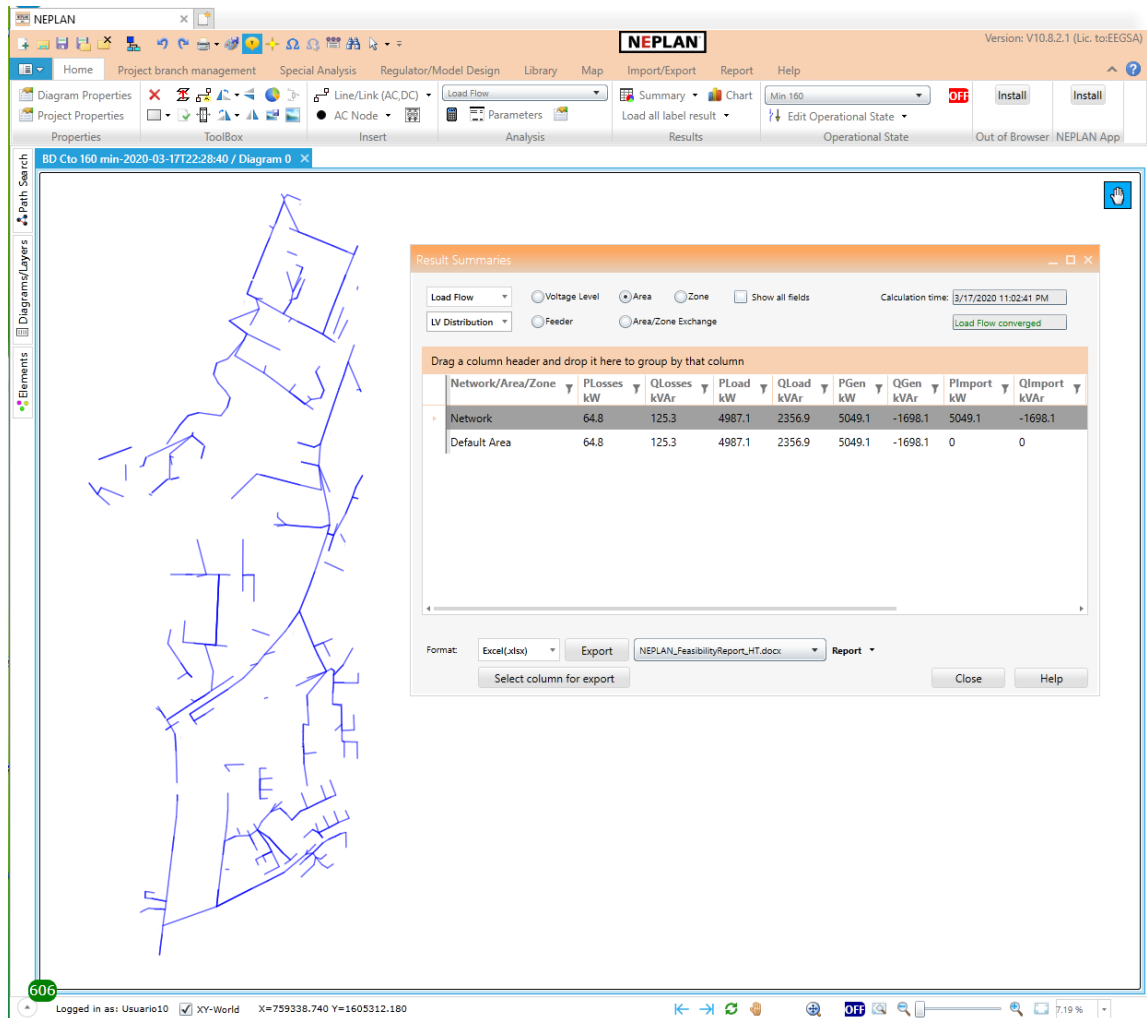 NEPLAN
NEPLAN
Version: V10.8.2.1 (Lic. to:EEGSA)
Home Project branch management Special Analysis Regulator/Model Design Library Map Import/Export Report Help
Diagram Properties Line/Link (AC,DC) Load Flow Summary Chart Min 160 OFF Install Install
Project Properties AC Node Parameters Load all label result Edit Operational State
Properties ToolBox Insert Analysis Results Operational State Out of Browser NEPLAN App
BD Cto 160 min-2020-03-17T22:28:40 / Diagram 0
Path Search
Diagrams/Layers
Elements
Result Summaries
Load Flow Voltage Level Area Zone Show all fields Calculation time: 3/17/2020 11:02:41 PM
LV Distribution Feeder Area/Zone Exchange Load Flow converged
Drag a column header and drop it here to group by that column
Network/Area/Zone PLosses QLosses PLoad QLoad PGen QGen PImport QImport
kW kVAr kW kVAr kW kVAr kW kVAr
Network 64.8 125.3 4987.1 2356.9 5049.1 -1698.1 5049.1 -1698.1
Default Area 64.8 125.3 4987.1 2356.9 5049.1 -1698.1 0 0
Format: Excel(.xlsx) Export NEPLAN_FeasibilityReport_HT.docx Report
Select column for export Close Help
606
Logged in as: Usuario10 XY-World X=759338.740 Y=1605312.180 OFF 7.19 %